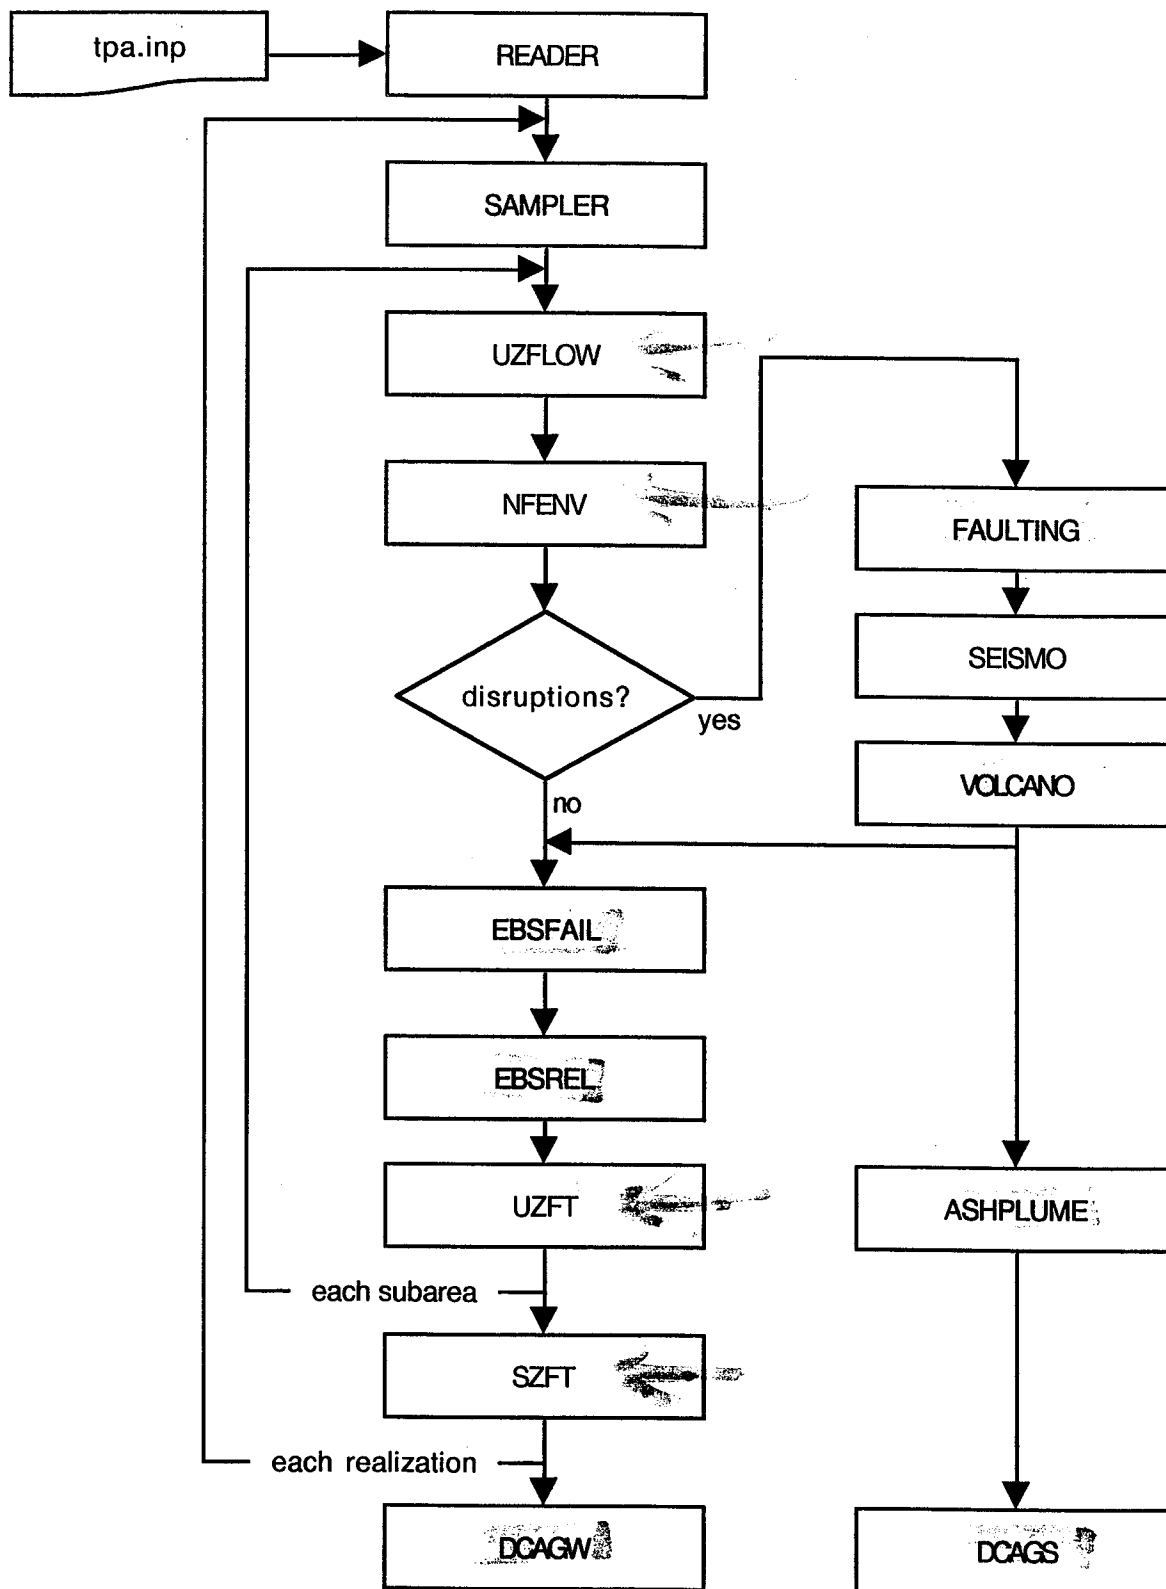 tpa.inp
READER
SAMPLER
UZFLOW
NFENV
disruptions?
yes
no
FAULTING
SEISMO
VOLCANO
EBSFAIL
EBSREL
UZFT
ASHPLUME
each subarea
SZFT
each realization
DCAGW
DCAGS